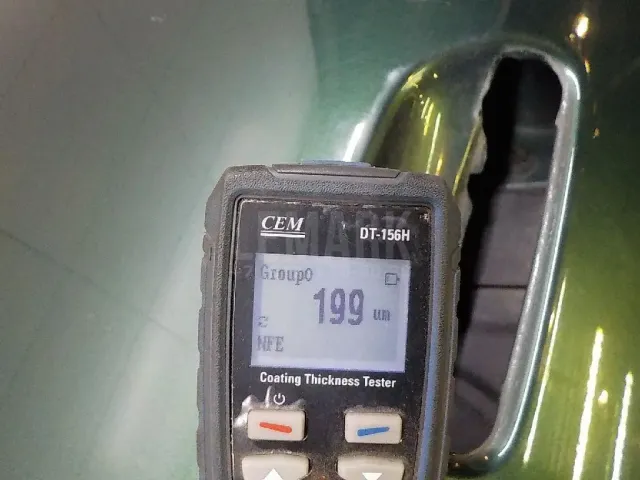 CEM
DT-156H
Group0
199 um
NFE
Coating Thickness Tester